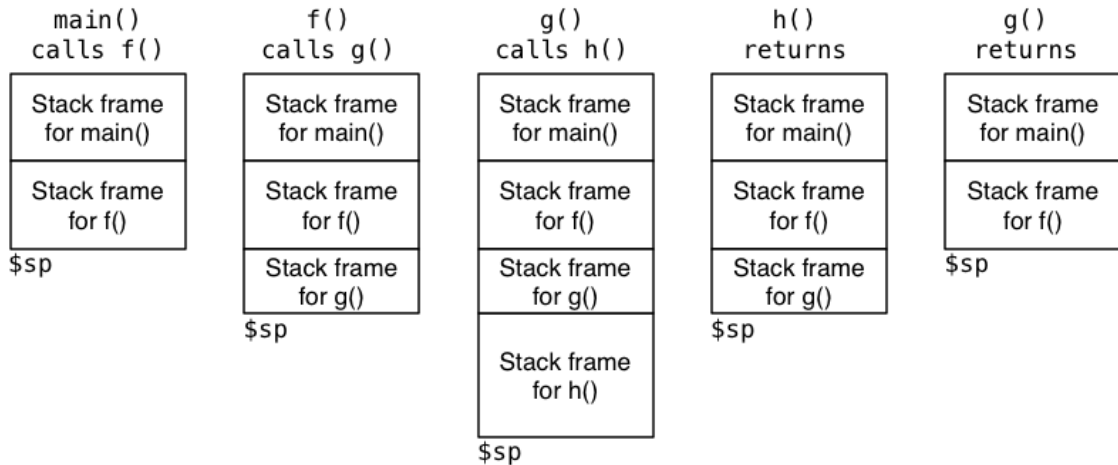 main()
calls f()
Stack frame
for main()
Stack frame
for f()
$sp
f()
calls g()
Stack frame
for main()
Stack frame
for f()
Stack frame
for g()
$sp
g()
calls h()
Stack frame
for main()
Stack frame
for f()
Stack frame
for g()
Stack frame
for h()
$sp
h()
returns
Stack frame
for main()
Stack frame
for f()
Stack frame
for g()
$sp
g()
returns
Stack frame
for main()
Stack frame
for f()
$sp